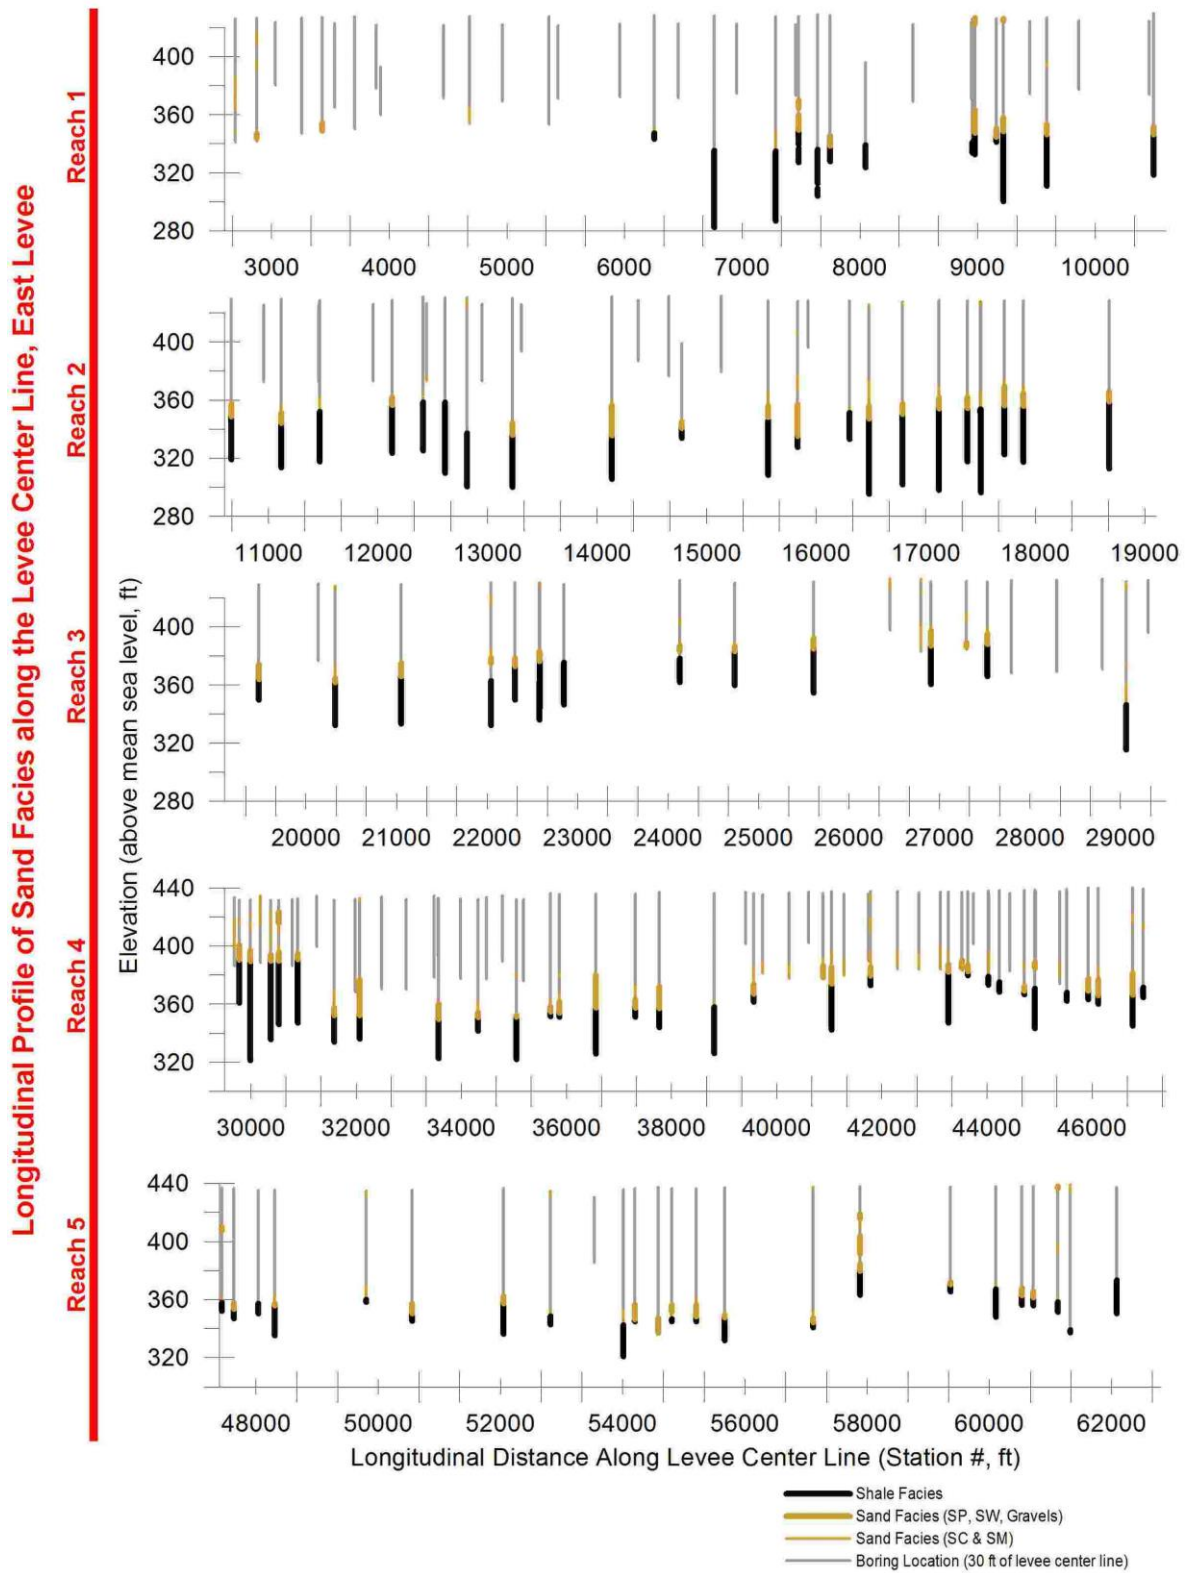 Longitudinal Profile of Sand Facies along the Levee Center Line, East Levee
Elevation (above mean sea level, ft)
Reach 1
400
360
320
280
3000 4000 5000 6000 7000 8000 9000 10000
Reach 2
400
360
320
280
11000 12000 13000 14000 15000 16000 17000 18000 19000
Reach 3
400
360
320
280
20000 21000 22000 23000 24000 25000 26000 27000 28000 29000
Reach 4
440
400
360
320
30000 32000 34000 36000 38000 40000 42000 44000 46000
Reach 5
440
400
360
320
48000 50000 52000 54000 56000 58000 60000 62000
Longitudinal Distance Along Levee Center Line (Station #, ft)
Shale Facies
Sand Facies (SP, SW, Gravels)
Sand Facies (SC & SM)
Boring Location (30 ft of levee center line)